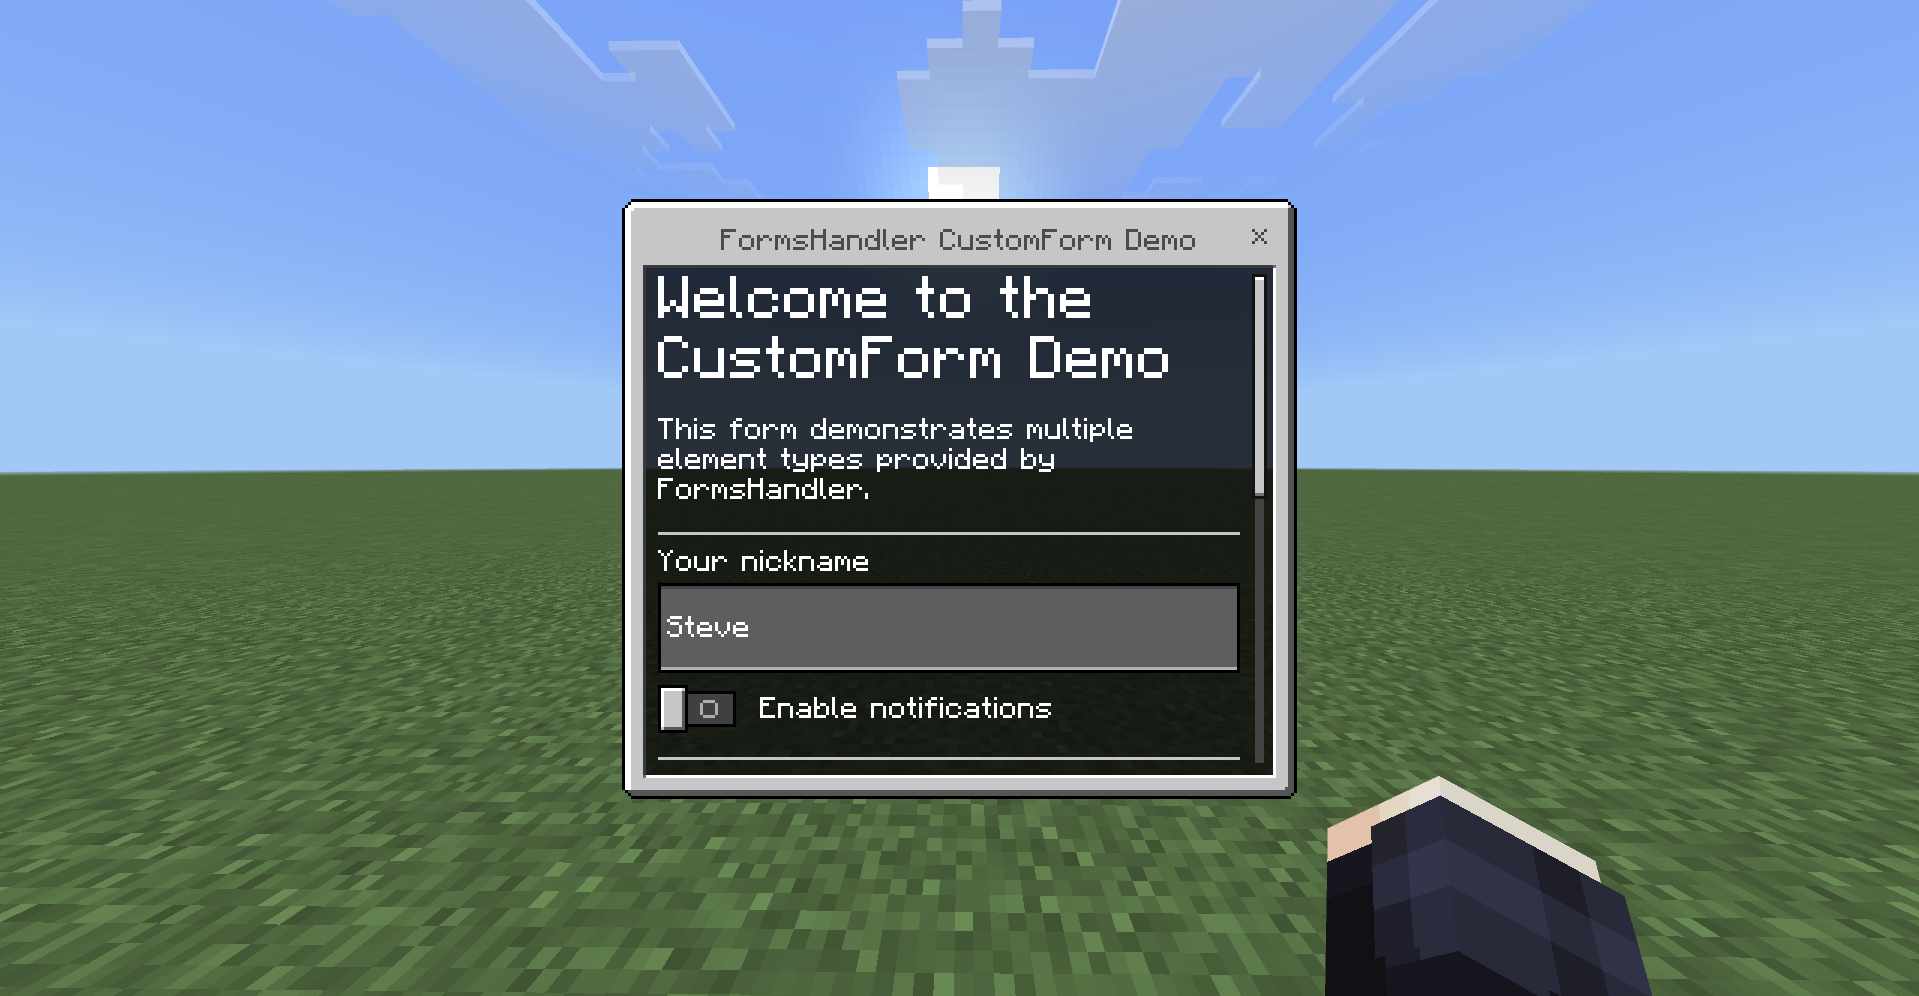 FormsHandler CustomForm Demo
Welcome to the
CustomForm Demo
This form demonstrates multiple
element types provided by
FormsHandler.
Your nickname
Steve
Enable notifications